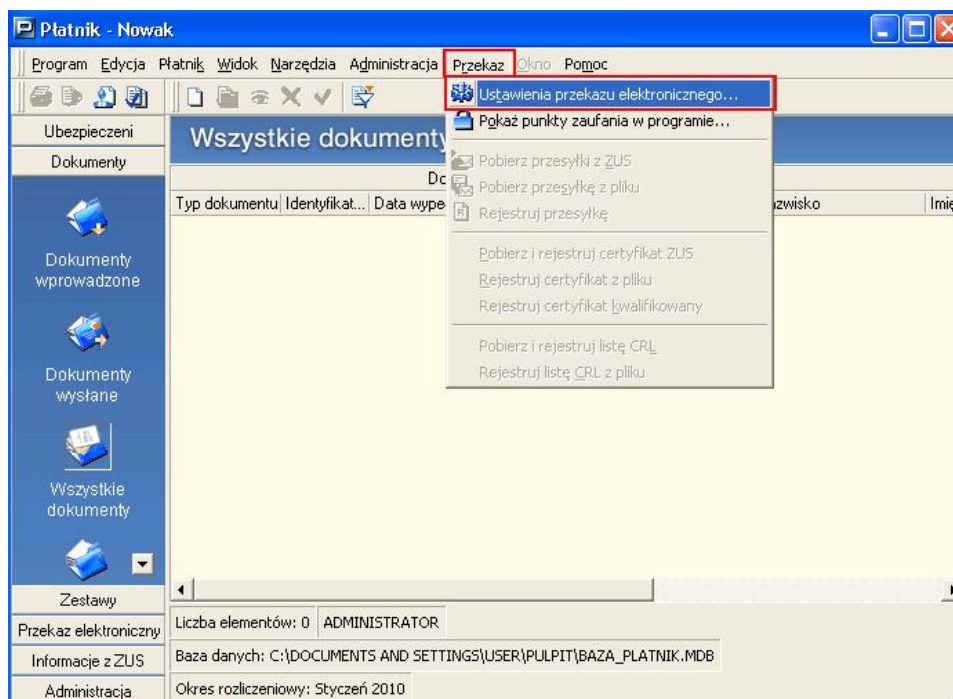 Płatnik - Nowak
Program Edycja Płatnik Widok Narzędzia Administracja Przekaz Okno Pomoc
Ustawienia przekazu elektronicznego...
Pokaż punkty zaufania w programie...
Pobierz przesyłki z ZUS
Pobierz przesyłkę z pliku
Rejestruj przesyłkę
Pobierz i rejestruj certyfikat ZUS
Rejestruj certyfikat z pliku
Rejestruj certyfikat kwalifikowany
Pobierz i rejestruj listę CRL
Rejestruj listę CRL z pliku
Ubezpieczeni
Dokumenty
Dokumenty
wprowadzone
Dokumenty
wysłane
Wszystkie
dokumenty
Zestawy
Przekaz elektroniczny
Informacje z ZUS
Administracja
Wszystkie dokumenty
Do
Typ dokumentu Identyfikat... Data wype azwisko Imię
Liczba elementów: 0 ADMINISTRATOR
Baza danych: C:\DOCUMENTS AND SETTINGS\USER\PULPIT\BAZA_PLATNIK.MDB
Okres rozliczeniowy: Styczeń 2010